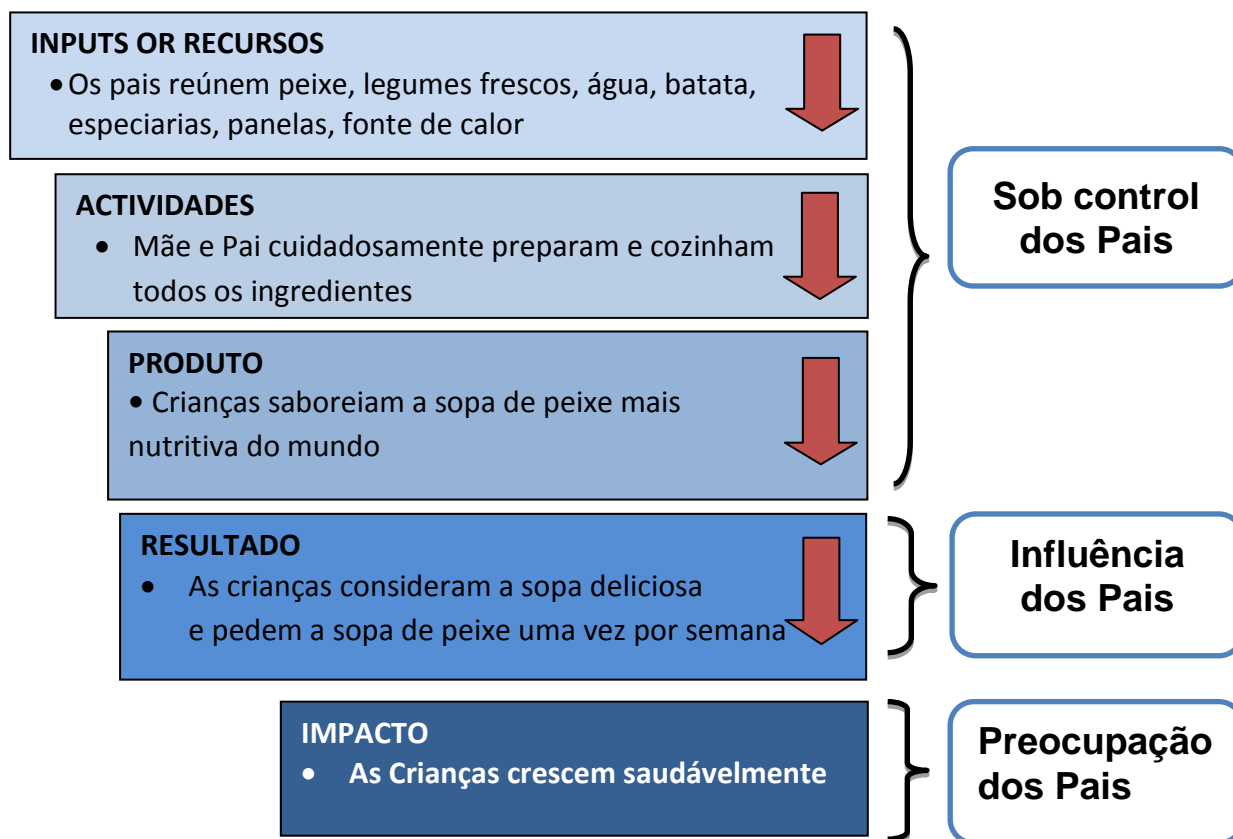 INPUTS OR RECURSOS
• Os pais reúnem peixe, legumes frescos, água, batata,
especiarias, panelas, fonte de calor
ACTIVIDADES
• Mãe e Pai cuidadosamente preparam e cozinham
todos os ingredientes
PRODUTO
• Crianças saboreiam a sopa de peixe mais
nutritiva do mundo
Sob control
dos Pais
RESULTADO
• As crianças consideram a sopa deliciosa
e pedem a sopa de peixe uma vez por semana
Influência
dos Pais
IMPACTO
• As Crianças crescem saudávelmente
Preocupação
dos Pais